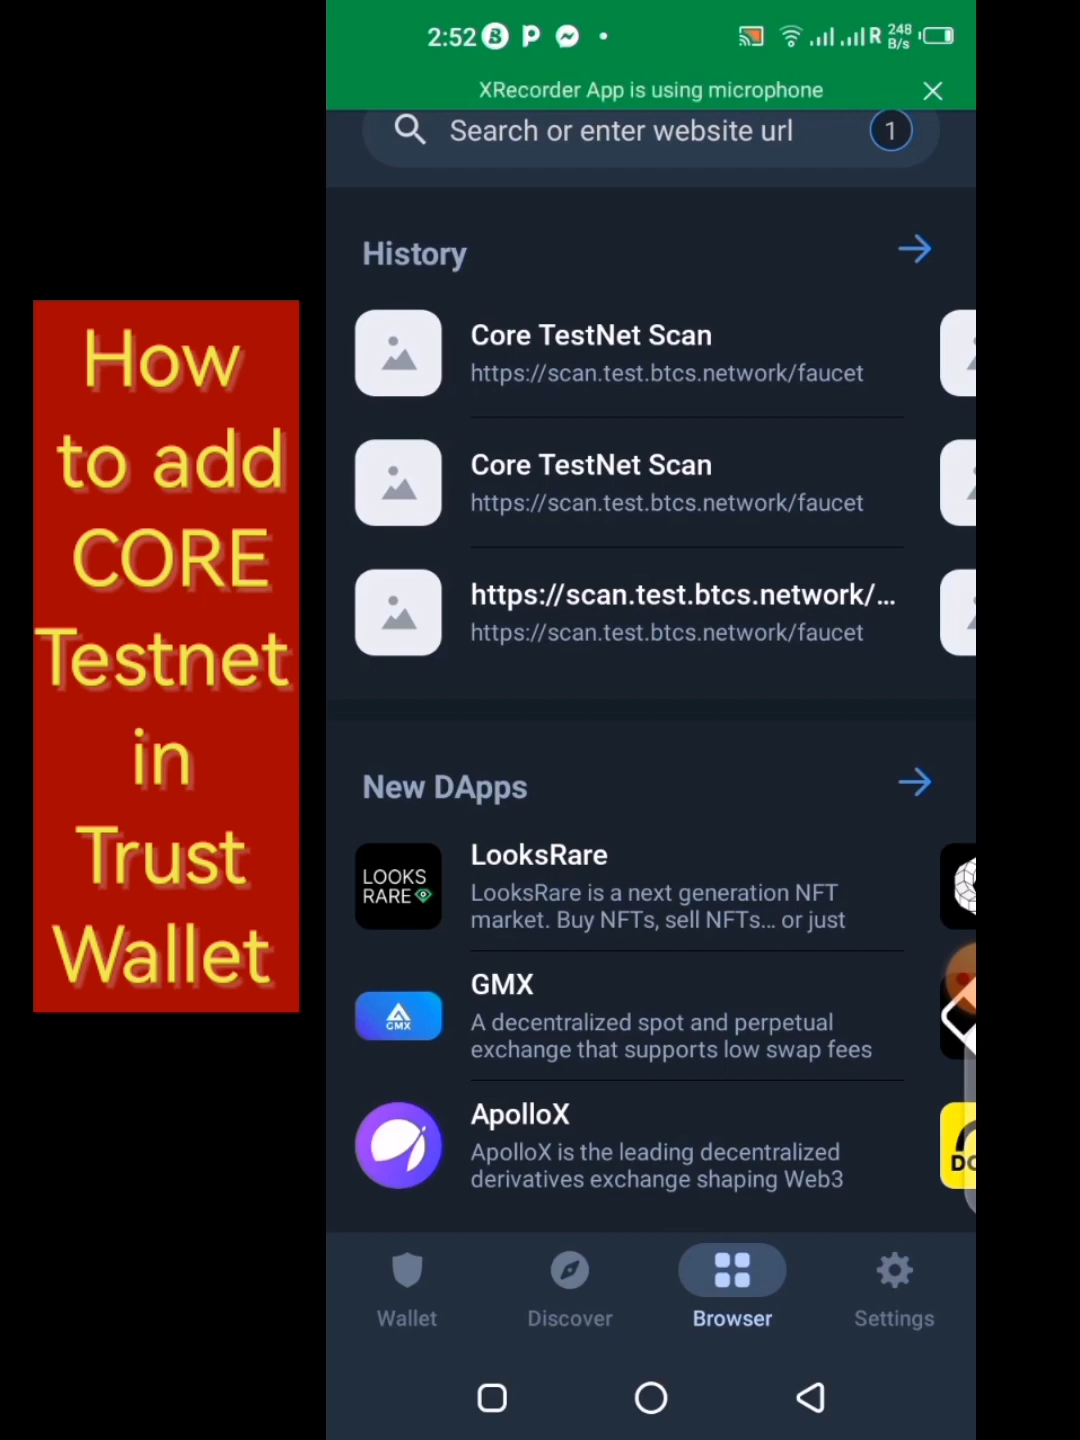 How
to add
CORE
Testnet
in
Trust
Wallet
2:52
R 248 B/s
XRecorder App is using microphone
Search or enter website url
1
History
Core TestNet Scan
https://scan.test.btcs.network/faucet
Core TestNet Scan
https://scan.test.btcs.network/faucet
https://scan.test.btcs.network/...
https://scan.test.btcs.network/faucet
New DApps
LOOKS
RARE
LooksRare
LooksRare is a next generation NFT
market. Buy NFTs, sell NFTs... or just
GMX
GMX
A decentralized spot and perpetual
exchange that supports low swap fees
ApolloX
ApolloX is the leading decentralized
derivatives exchange shaping Web3
Wallet
Discover
Browser
Settings